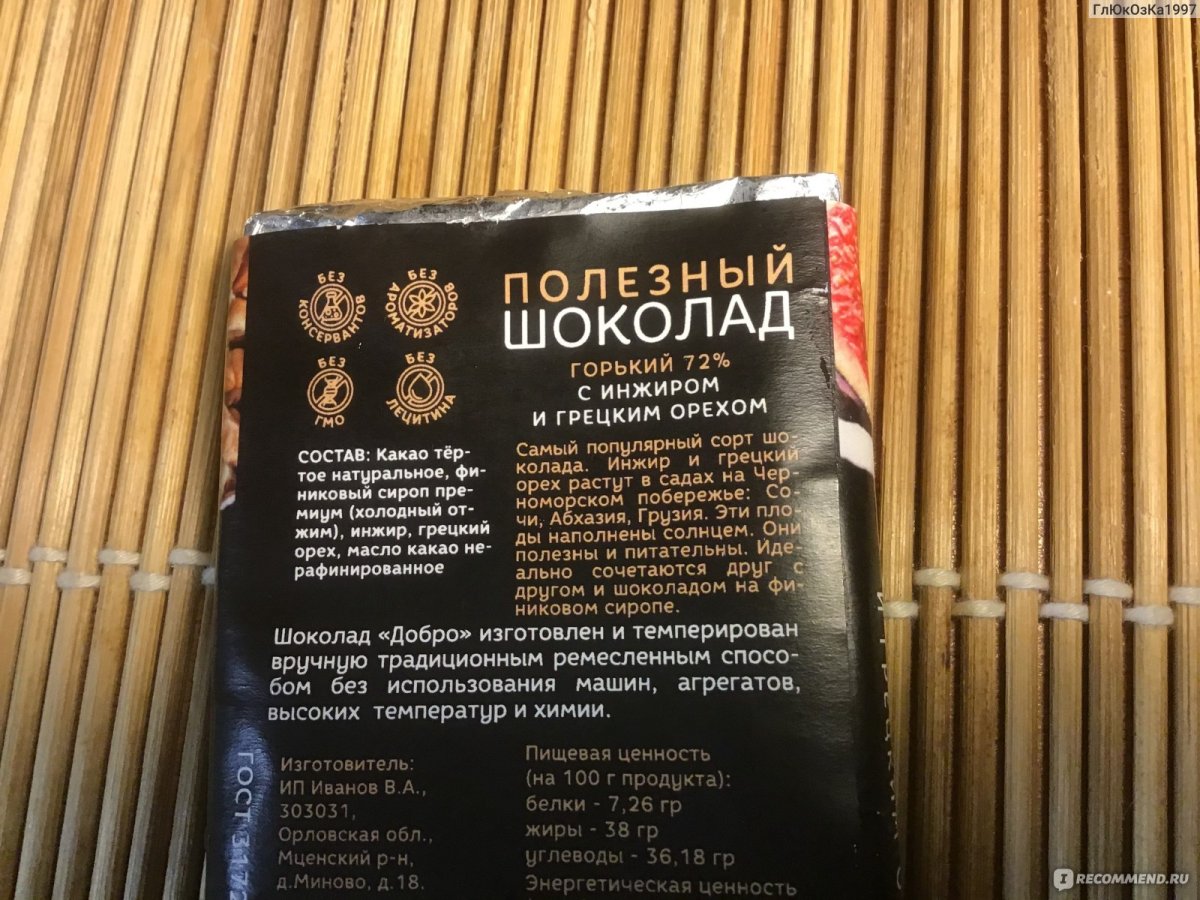 ГлЮкОзКа1997
БЕЗ
КОНСЕРВАНТОВ
БЕЗ
АРОМАТИЗАТОРОВ
БЕЗ
ГМО
БЕЗ
ЛЕЦИТИНА
ПОЛЕЗНЫЙ
ШОКОЛАД
ГОРЬКИЙ 72%
С ИНЖИРОМ
И ГРЕЦКИМ ОРЕХОМ
СОСТАВ: Какао тёр-
тое натуральное, фи-
никовый сироп пре-
миум (холодный от-
жим), инжир, грецкий
орех, масло какао не-
рафинированное
Самый популярный сорт шо-
колада. Инжир и грецкий
орех растут в садах на Чер-
номорском побережье: Со-
чи, Абхазия, Грузия. Эти пло-
ды наполнены солнцем. Они
полезны и питательны. Иде-
ально сочетаются друг с
другом и шоколадом на фи-
никовом сиропе.
Шоколад «Добро» изготовлен и темперирован
вручную традиционным ремесленным спосо-
бом без использования машин, агрегатов,
высоких температур и химии.
ГОСТ 3172
Изготовитель:
ИП Иванов В.А.,
303031,
Орловская обл.,
Мценский р-н,
д.Миново, д.18.
Пищевая ценность
(на 100 г продукта):
белки - 7,26 гр
жиры - 38 гр
углеводы - 36,18 гр
Энергетическая ценность
IRECOMMEND.RU